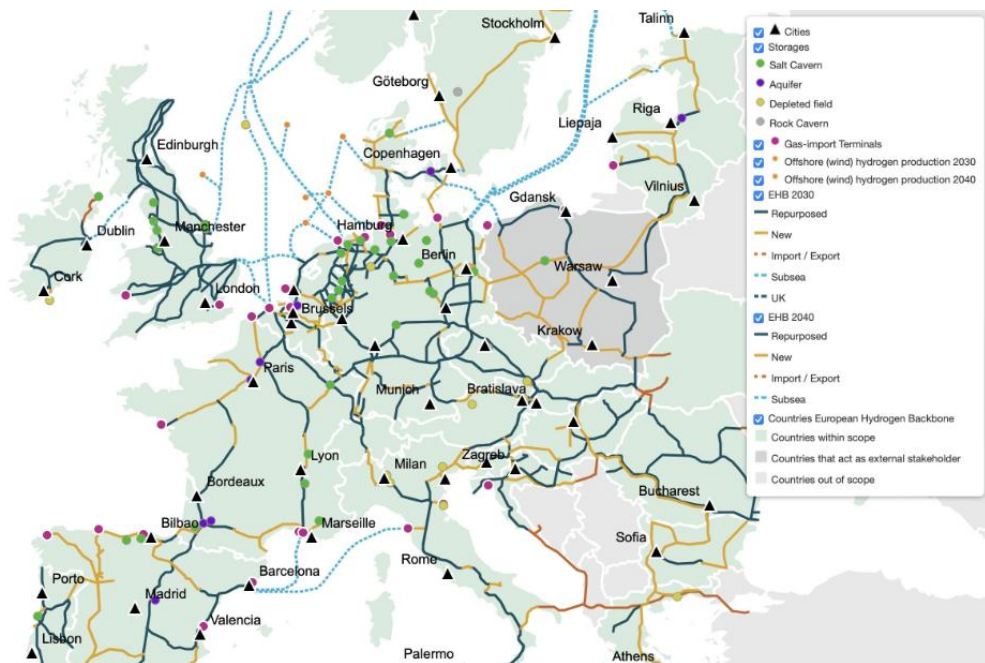 Stockholm
Talinn
Göteborg
Riga
Liepaja
Edinburgh
Copenhagen
Vilnius
Gdansk
Hamburg
Dublin
Manchester
Berlin
Warsaw
Cork
London
Brussels
Krakow
Paris
Munich
Bratislava
Lyon
Milan
Zagreb
Bordeaux
Bucharest
Bilbao
Marseille
Sofia
Rome
Barcelona
Porto
Madrid
Valencia
Lisbon
Palermo
Athens
Cities
Storages
Salt Cavern
Aquifer
Depleted field
Rock Cavern
Gas-import Terminals
Offshore (wind) hydrogen production 2030
Offshore (wind) hydrogen production 2040
EHB 2030
Repurposed
New
Import / Export
Subsea
UK
EHB 2040
Repurposed
New
Import / Export
Subsea
Countries European Hydrogen Backbone
Countries within scope
Countries that act as external stakeholder
Countries out of scope